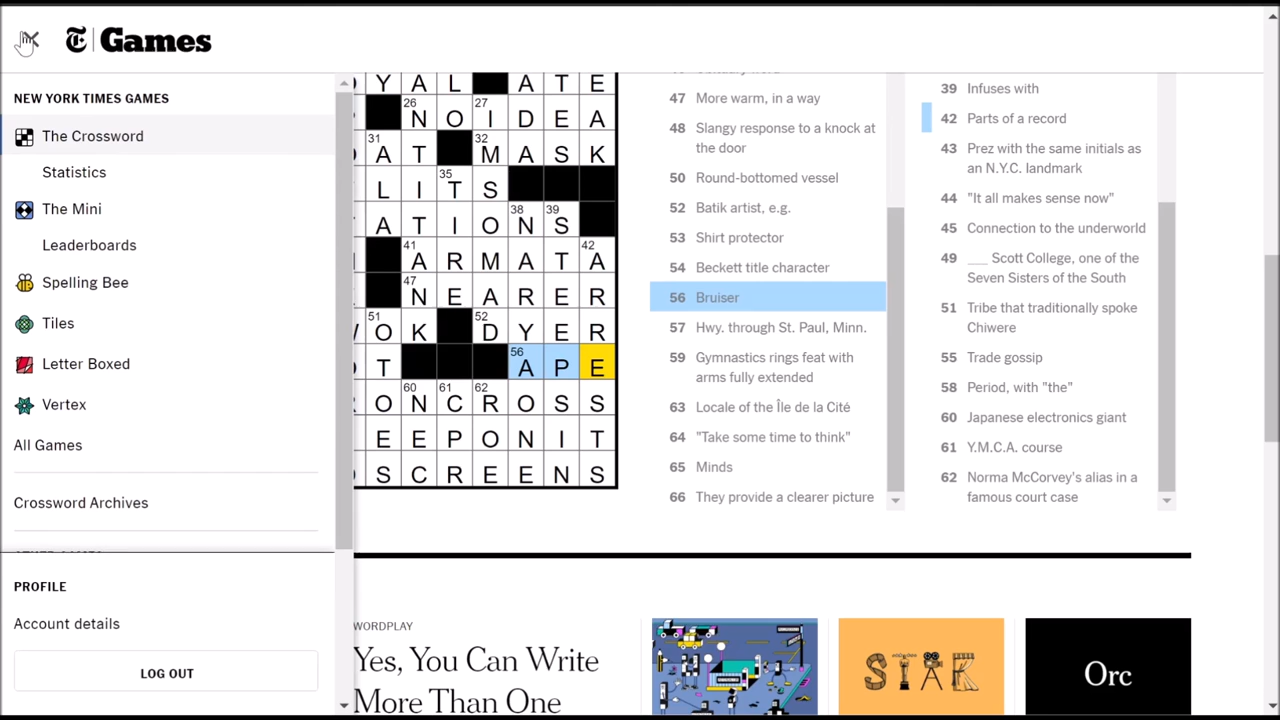 Games
NEW YORK TIMES GAMES
The Crossword
Statistics
The Mini
Leaderboards
Spelling Bee
Tiles
Letter Boxed
Vertex
All Games
Crossword Archives
PROFILE
Account details
LOG OUT
Y A L A T E
26 N O 27 I D E A
31 A T 32 M A S K
L I 35 T S
A T I O 38 N 39 S
41 A R M A T 42 A
47 N E A R E R
51 O K 52 D Y E R
T 56 A P E
O 60 N 61 C 62 R O S S
E E P O N I T
S C R E E N S
47 More warm, in a way
48 Slangy response to a knock at
the door
50 Round-bottomed vessel
52 Batik artist, e.g.
53 Shirt protector
54 Beckett title character
56 Bruiser
57 Hwy. through St. Paul, Minn.
59 Gymnastics rings feat with
arms fully extended
63 Locale of the Île de la Cité
64 "Take some time to think"
65 Minds
66 They provide a clearer picture
39 Infuses with
42 Parts of a record
43 Prez with the same initials as
an N.Y.C. landmark
44 "It all makes sense now"
45 Connection to the underworld
49 ___ Scott College, one of the
Seven Sisters of the South
51 Tribe that traditionally spoke
Chiwere
55 Trade gossip
58 Period, with "the"
60 Japanese electronics giant
61 Y.M.C.A. course
62 Norma McCorvey's alias in a
famous court case
WORDPLAY
Yes, You Can Write
More Than One
STAR
Orc